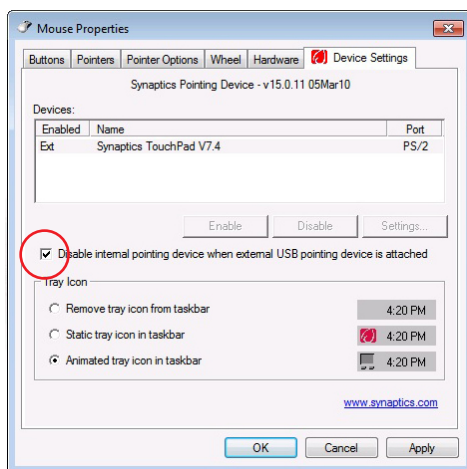 Mouse Properties
Buttons Pointers Pointer Options Wheel Hardware Device Settings
Synaptics Pointing Device - v15.0.11 05Mar10
Devices:
Enabled Name Port
Ext Synaptics TouchPad V7.4 PS/2
Enable Disable Settings...
Disable internal pointing device when external USB pointing device is attached
Tray Icon
Remove tray icon from taskbar 4:20 PM
Static tray icon in taskbar 4:20 PM
Animated tray icon in taskbar 4:20 PM
www.synaptics.com
OK Cancel Apply